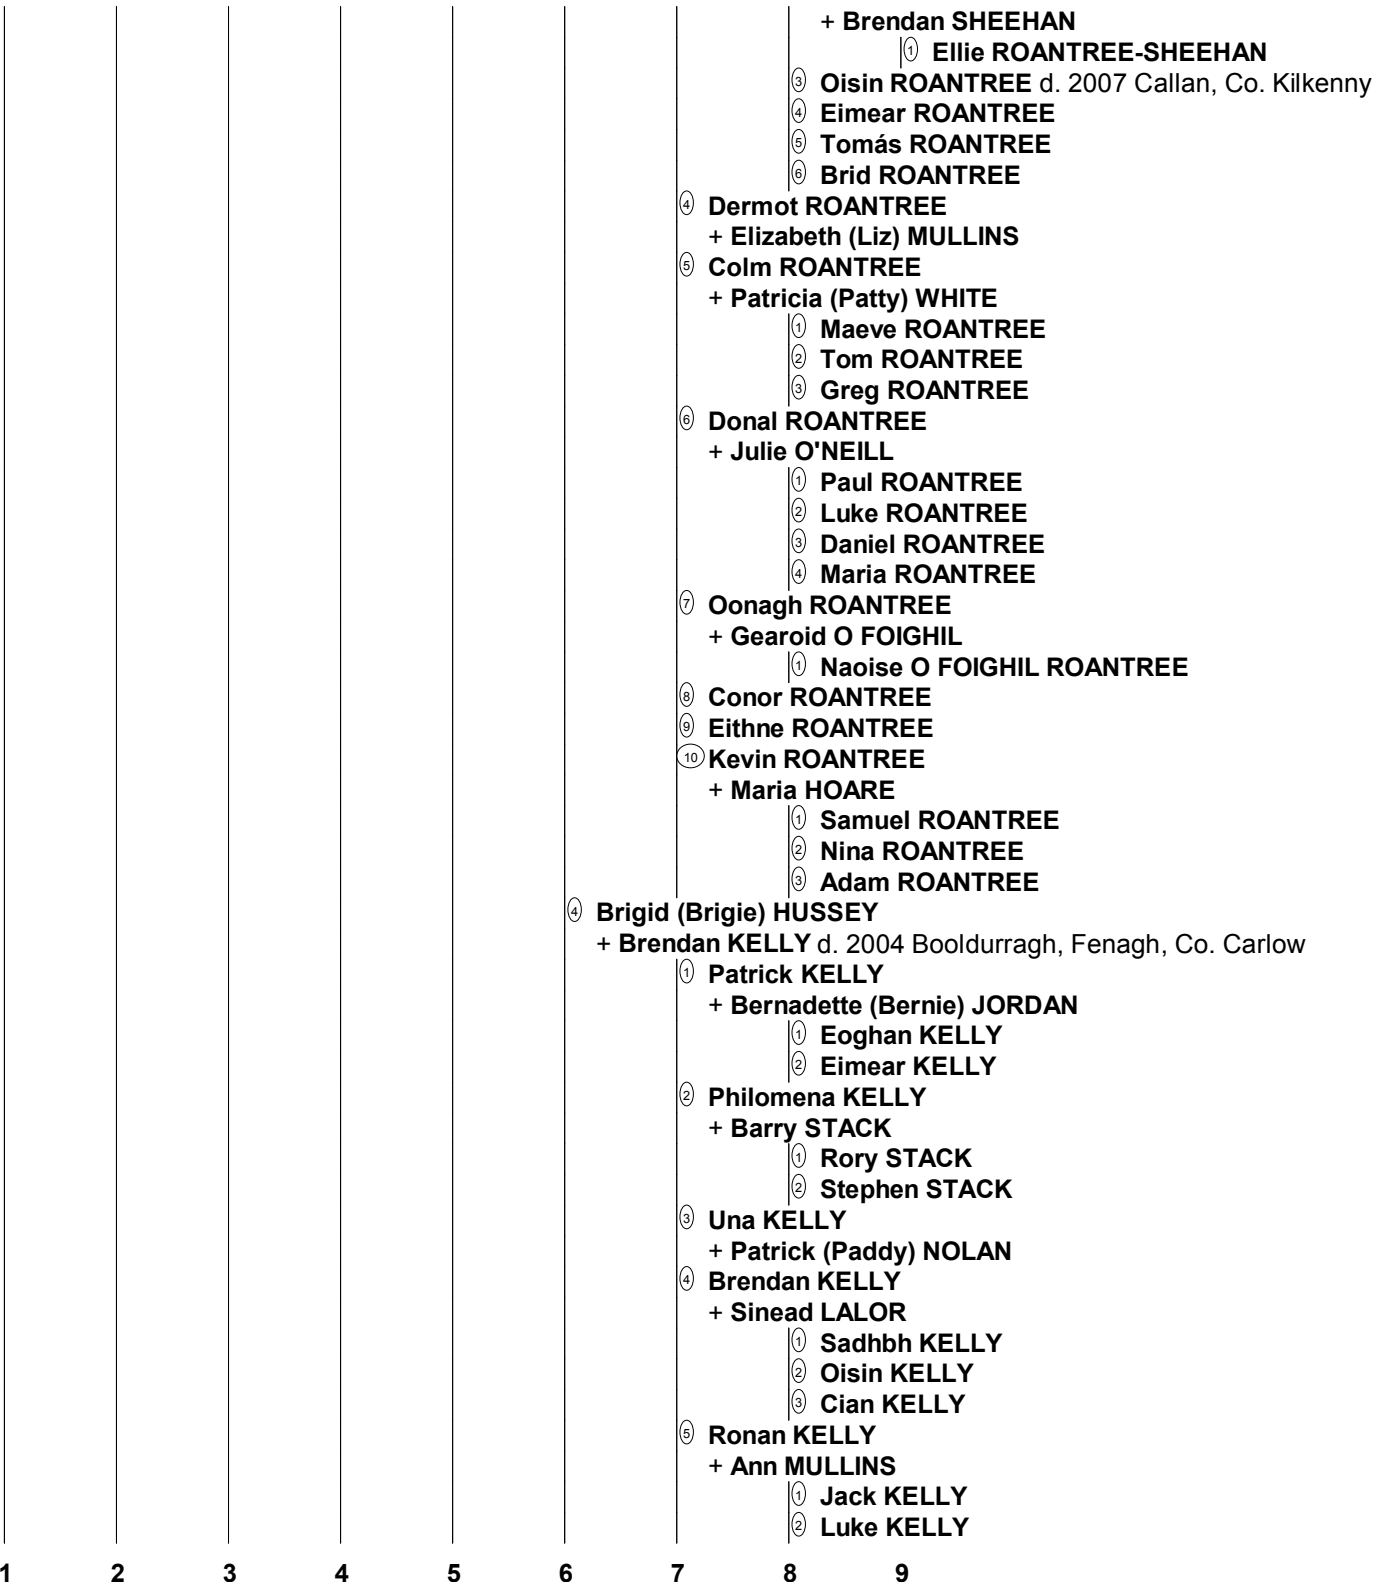 + Brendan SHEEHAN
1 Ellie ROANTREE-SHEEHAN
3 Oisin ROANTREE d. 2007 Callan, Co. Kilkenny
4 Eimear ROANTREE
5 Tomás ROANTREE
6 Brid ROANTREE
4 Dermot ROANTREE
+ Elizabeth (Liz) MULLINS
5 Colm ROANTREE
+ Patricia (Patty) WHITE
1 Maeve ROANTREE
2 Tom ROANTREE
3 Greg ROANTREE
6 Donal ROANTREE
+ Julie O'NEILL
1 Paul ROANTREE
2 Luke ROANTREE
3 Daniel ROANTREE
4 Maria ROANTREE
7 Oonagh ROANTREE
+ Gearoid O FOIGHIL
1 Naoise O FOIGHIL ROANTREE
8 Conor ROANTREE
9 Eithne ROANTREE
10 Kevin ROANTREE
+ Maria HOARE
1 Samuel ROANTREE
2 Nina ROANTREE
3 Adam ROANTREE
4 Brigid (Brigie) HUSSEY
+ Brendan KELLY d. 2004 Booldurragh, Fenagh, Co. Carlow
1 Patrick KELLY
+ Bernadette (Bernie) JORDAN
1 Eoghan KELLY
2 Eimear KELLY
2 Philomena KELLY
+ Barry STACK
1 Rory STACK
2 Stephen STACK
3 Una KELLY
+ Patrick (Paddy) NOLAN
4 Brendan KELLY
+ Sinead LALOR
1 Sadhbh KELLY
2 Oisin KELLY
3 Cian KELLY
5 Ronan KELLY
+ Ann MULLINS
1 Jack KELLY
2 Luke KELLY
1 2 3 4 5 6 7 8 9